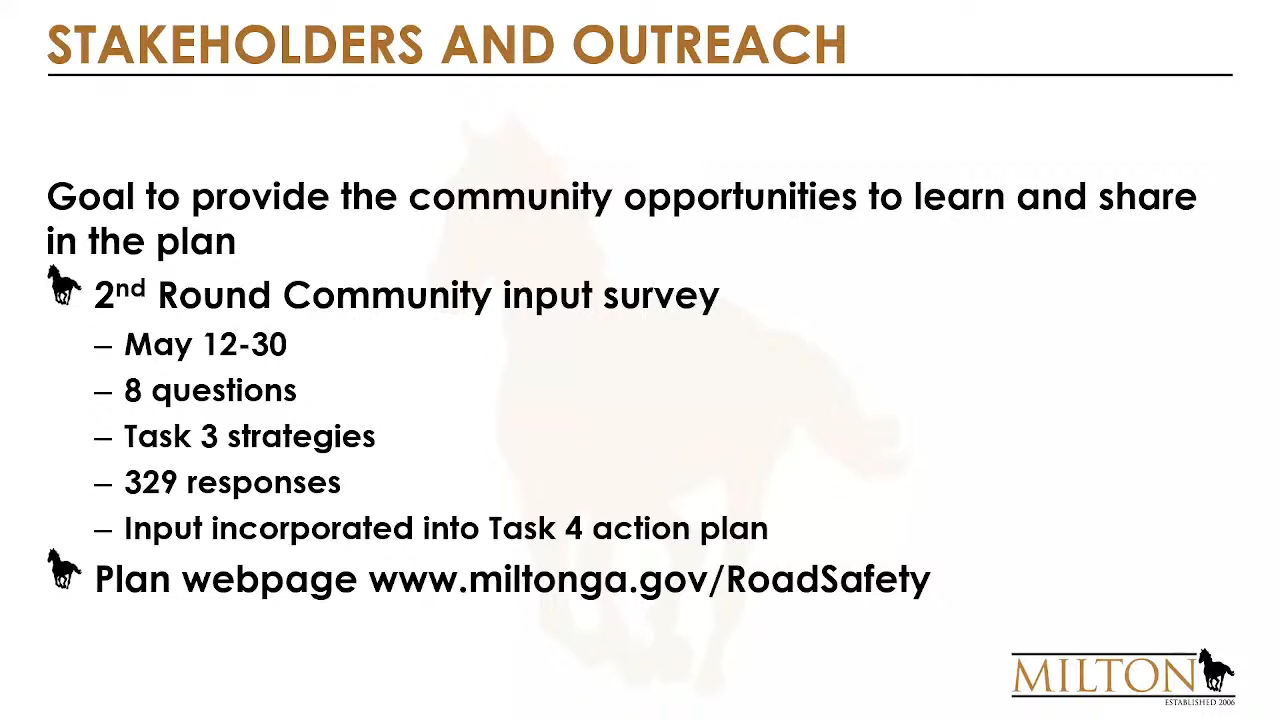 STAKEHOLDERS AND OUTREACH
Goal to provide the community opportunities to learn and share
in the plan
2nd Round Community input survey
– May 12-30
– 8 questions
– Task 3 strategies
– 329 responses
– Input incorporated into Task 4 action plan
Plan webpage www.miltonga.gov/RoadSafety
MILTON
ESTABLISHED 2006